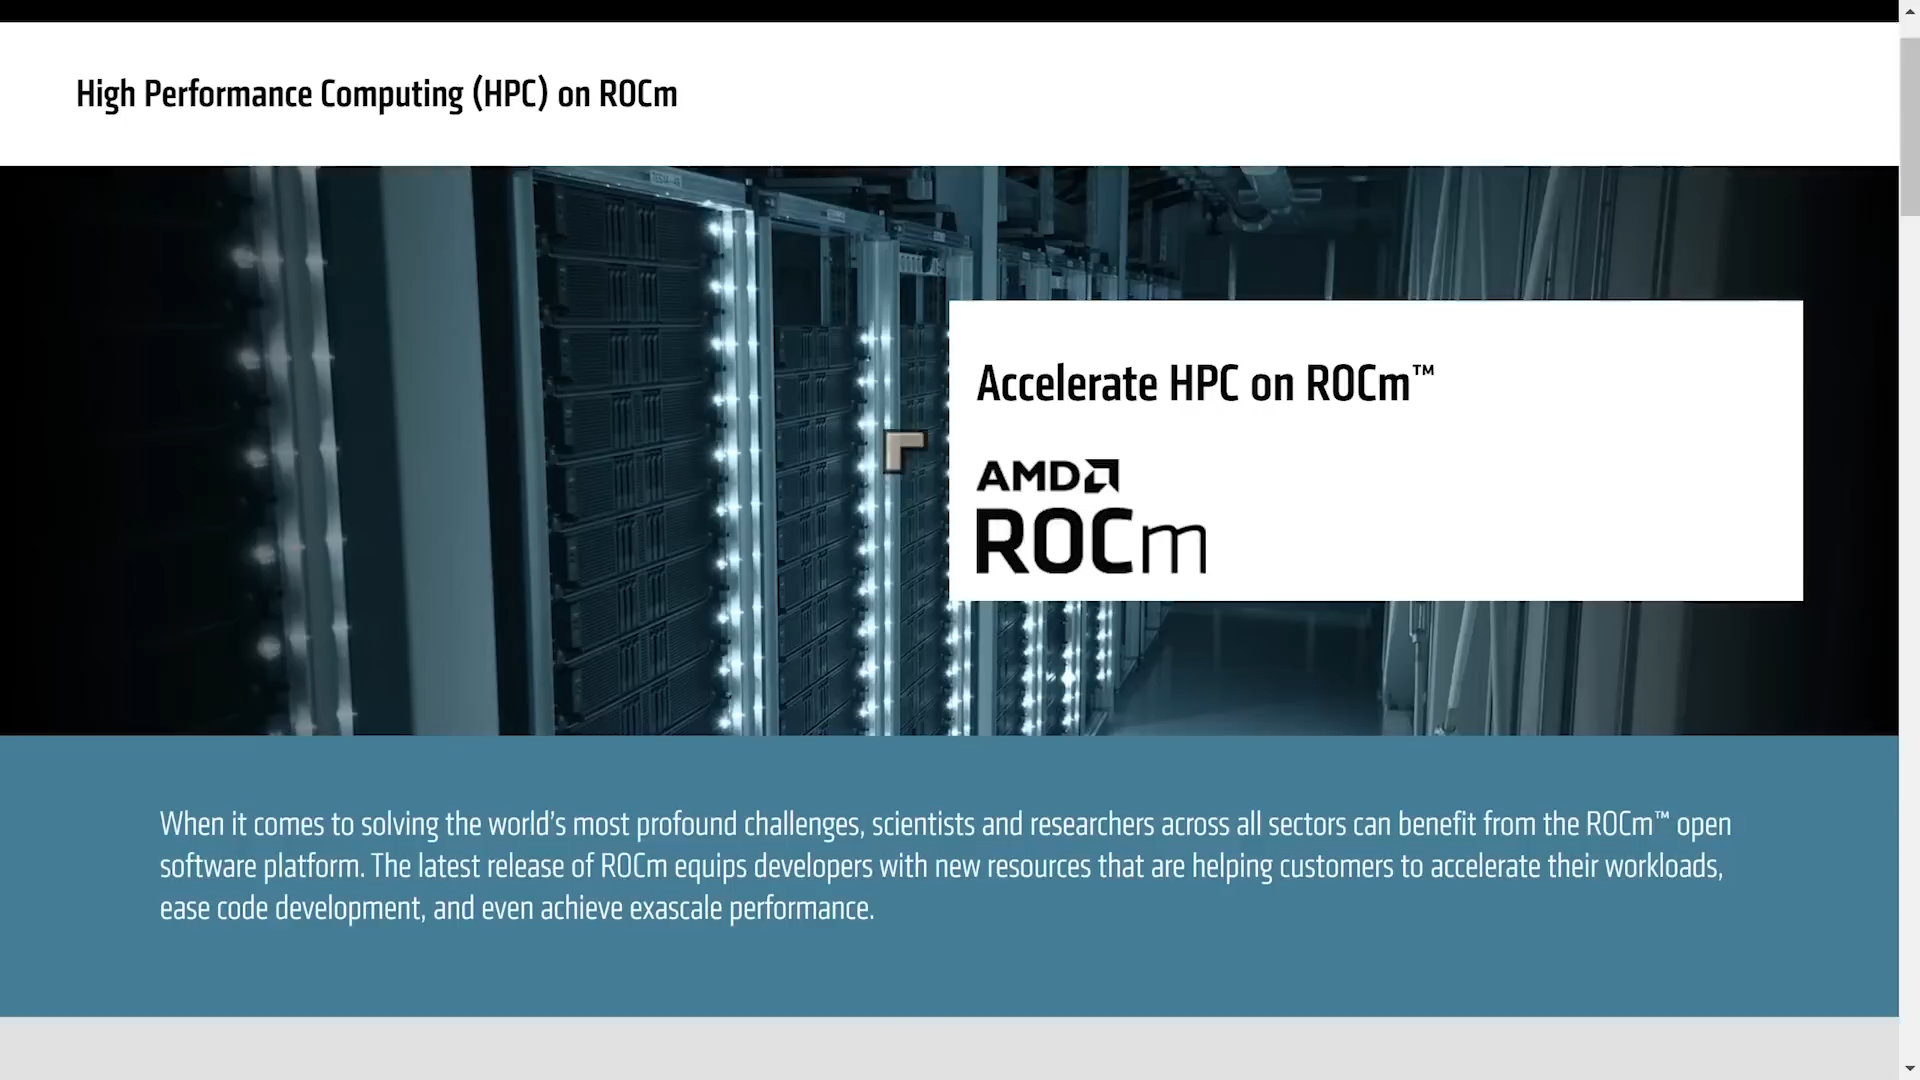 High Performance Computing (HPC) on ROCm
Accelerate HPC on ROCm™
AMD
ROCm
When it comes to solving the world’s most profound challenges, scientists and researchers across all sectors can benefit from the ROCm™ open
software platform. The latest release of ROCm equips developers with new resources that are helping customers to accelerate their workloads,
ease code development, and even achieve exascale performance.